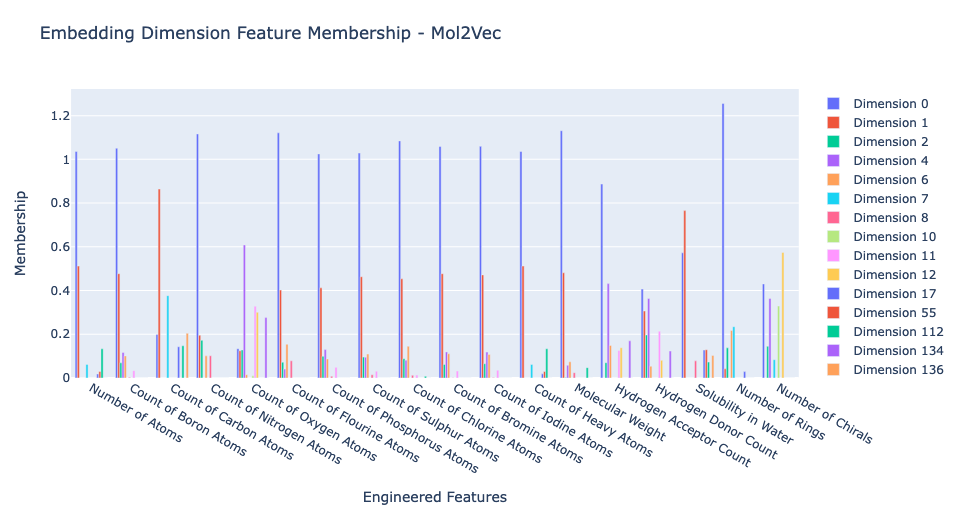 Embedding Dimension Feature Membership - Mol2Vec
Membership
1.2
1
0.8
0.6
0.4
0.2
0
Number of Atoms
Count of Boron Atoms
Count of Carbon Atoms
Count of Nitrogen Atoms
Count of Oxygen Atoms
Count of Flourine Atoms
Count of Phosphorus Atoms
Count of Sulphur Atoms
Count of Chlorine Atoms
Count of Bromine Atoms
Count of Iodine Atoms
Count of Heavy Atoms
Molecular Weight
Hydrogen Acceptor Count
Hydrogen Donor Count
Solubility in Water
Number of Rings
Number of Chirals
Engineered Features
Dimension 0
Dimension 1
Dimension 2
Dimension 4
Dimension 6
Dimension 7
Dimension 8
Dimension 10
Dimension 11
Dimension 12
Dimension 17
Dimension 55
Dimension 112
Dimension 134
Dimension 136